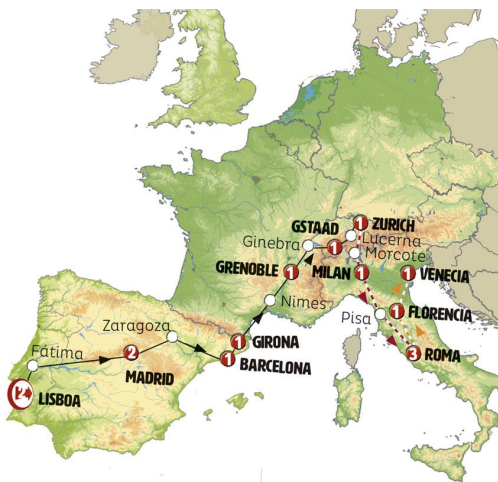 GSTAAD
1
ZURICH
1
Lucerna
Ginebra
Morcote
GRENOBLE
1
MILAN
1
1
VENECIA
Nimes
Pisa
1
FLORENCIA
Zaragoza
1
GIRONA
Fátima
2
MADRID
1
BARCELONA
3
ROMA
2
LISBOA